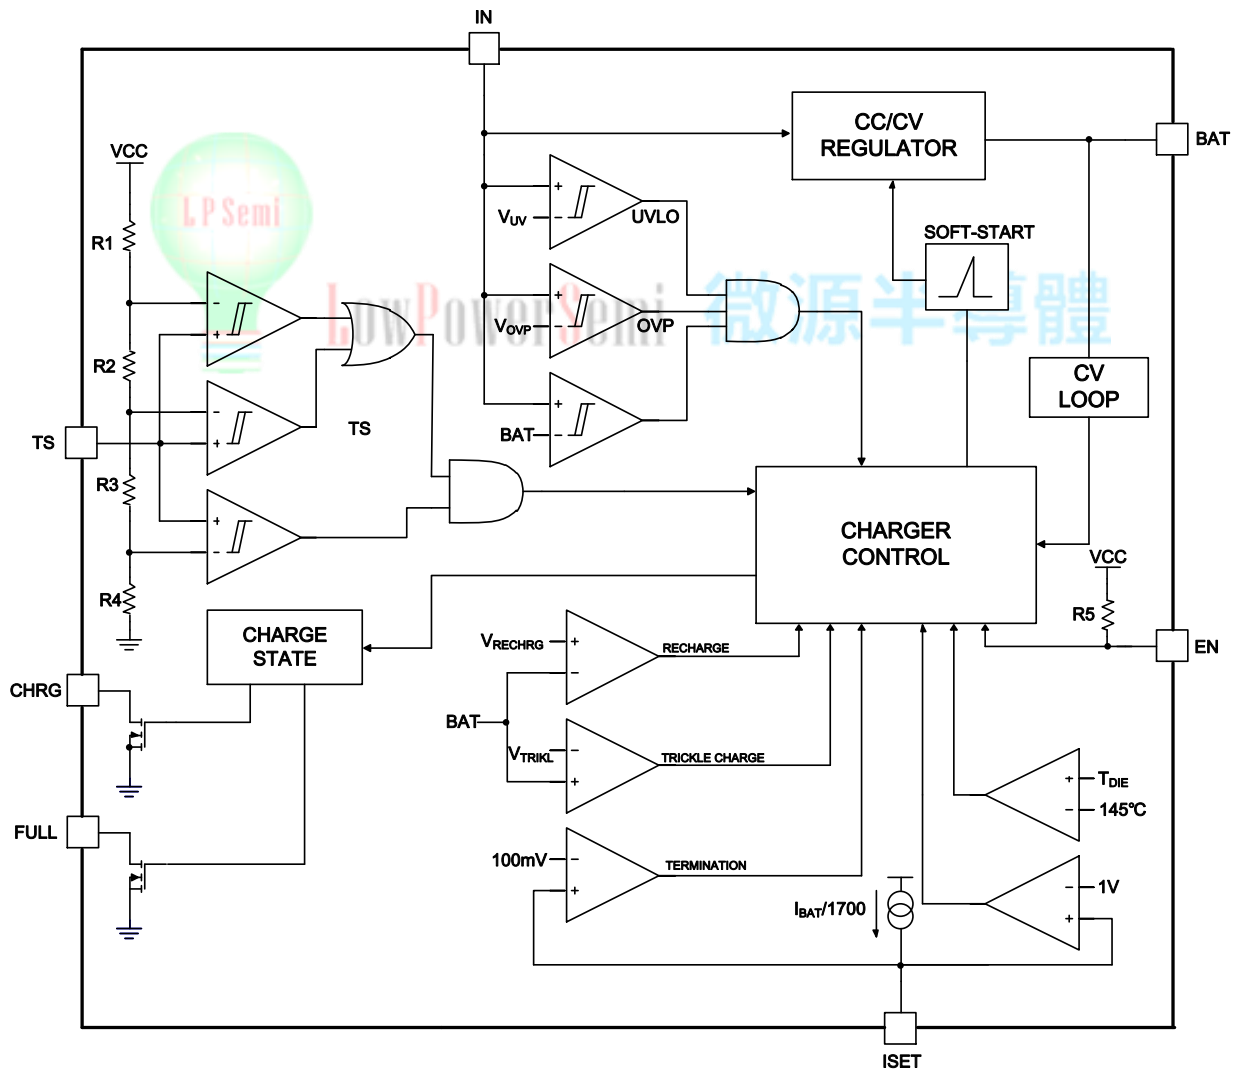 IN
VCC
CC/CV
REGULATOR
BAT
LP Semi
R1
+
-
VUV
UVLO
SOFT-START
LowPowerSemi 微源半導體
+
-
VOVP
OVP
-
+
R2
CV
LOOP
+
-
BAT
TS
TS
-
+
R3
+
-
CHARGER
CONTROL
VCC
R4
R5
CHARGE
STATE
EN
VRECHRG
+
-
RECHARGE
CHRG
BAT
VTRIKL
-
+
TRICKLE CHARGE
+
TDIE
-
145℃
FULL
100mV
-
+
TERMINATION
IBAT/1700
-
1V
+
ISET